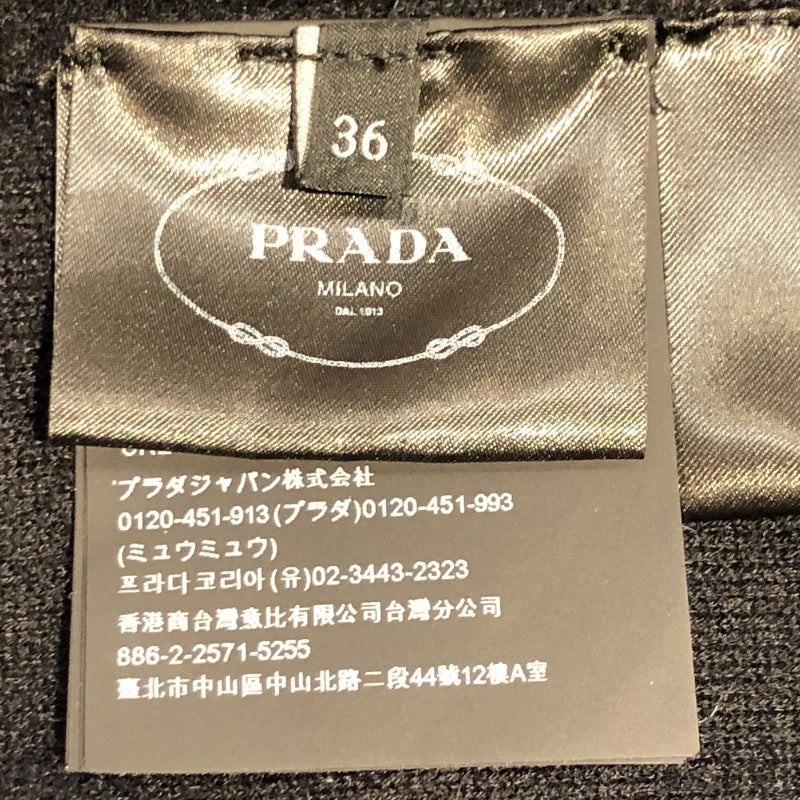 36
PRADA
MILANO
DAL 1913
プラダジャパン株式会社
0120-451-913(プラダ)0120-451-993
(ミュウミュウ)
프라다코리아(유)02-3443-2323
香港商台灣意比有限公司台灣分公司
886-2-2571-5255
臺北市中山區中山北路二段44號12樓A室